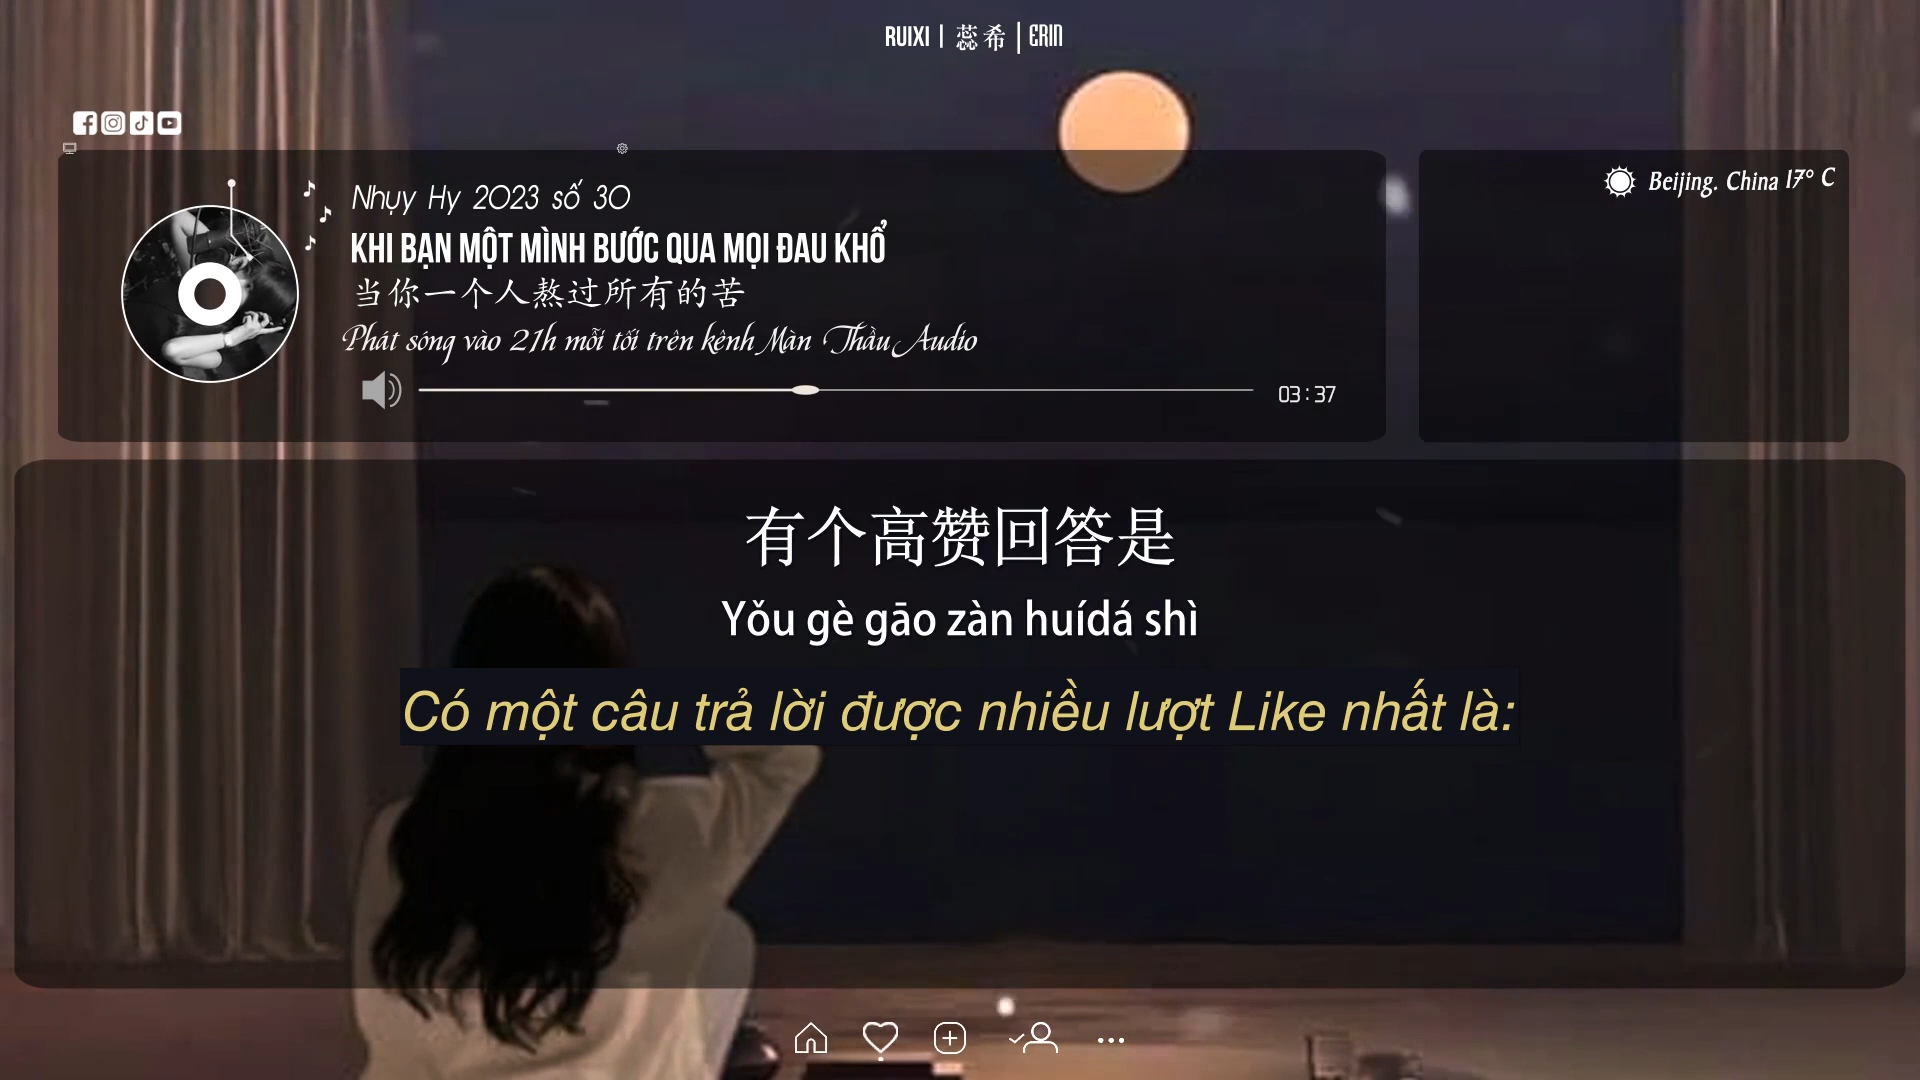 RUIXI | 蕊希 | ERIN
Nhụy Hy 2023 số 30
KHI BẠN MỘT MÌNH BƯỚC QUA MỌI ĐAU KHỔ
当你一个人熬过所有的苦
Phát sóng vào 21h mỗi tối trên kênh Màn Thầu Audio
03:37
Beijing. China 17° C
有个高赞回答是
Yǒu gè gāo zàn huídá shì
Có một câu trả lời được nhiều lượt Like nhất là: